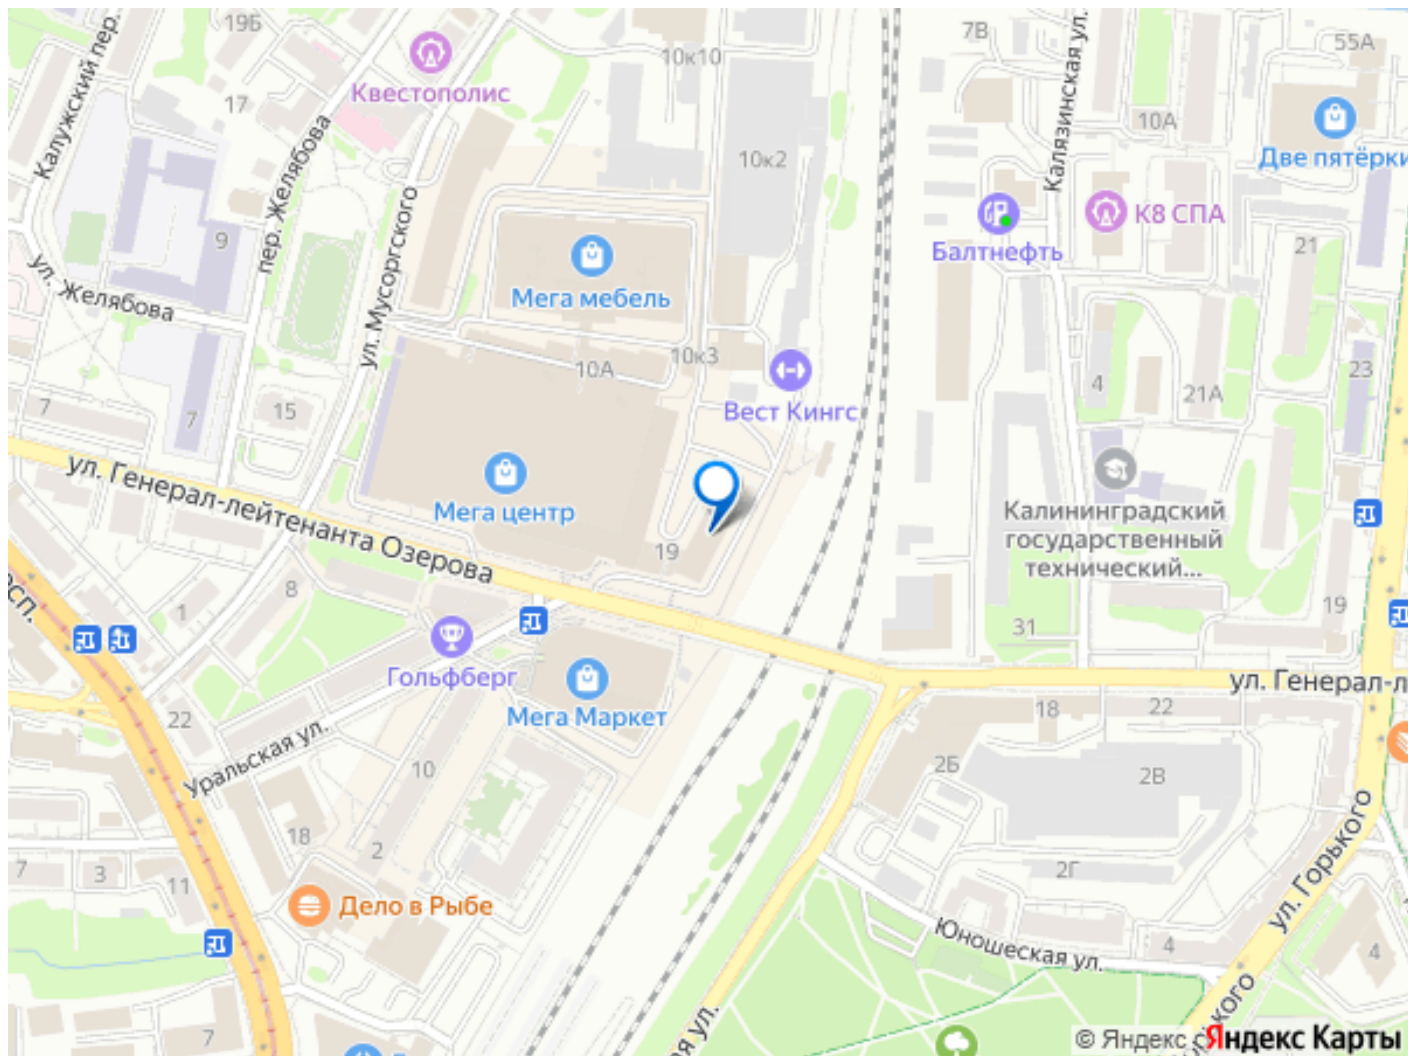 19Б
Квестополис
Калужский пер.
17
пер. Желябова
9
ул. Желябова
ул. Мусоргского
10к10
10к2
7В
Калязинская ул.
55А
10А
Две пятёрки
К8 СПА
Балтнефть
21
Мега мебель
10к3
10А
Вест Кингс
4
21А
23
7
15
7
ул. Генерал-лейтенанта Озерова
Мега центр
19
Калининградский
государственный
технический...
19
31
8
1
Гольфберг
Мега Маркет
ул. Генерал-л
22
Уральская ул.
10
18
22
2Б
2В
18
2
2Г
7
3
11
Дело в Рыбе
ул. Горького
Юношеская ул.
4
4
7
ая ул.
© Яндекс
Яндекс Карты